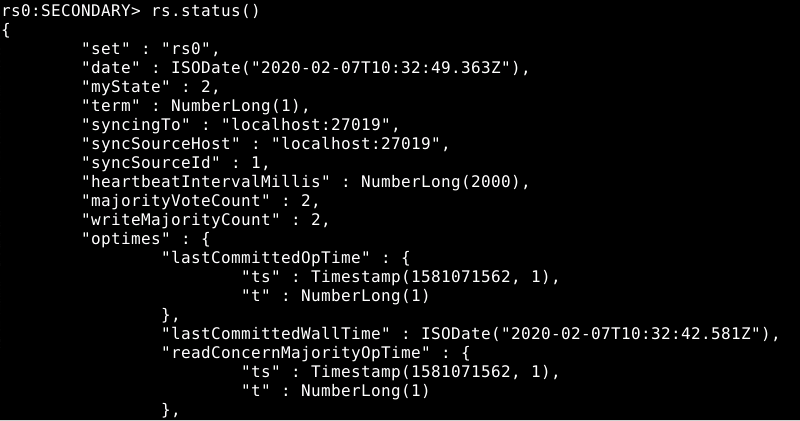 rs0:SECONDARY> rs.status()
{
        "set" : "rs0",
        "date" : ISODate("2020-02-07T10:32:49.363Z"),
        "myState" : 2,
        "term" : NumberLong(1),
        "syncingTo" : "localhost:27019",
        "syncSourceHost" : "localhost:27019",
        "syncSourceId" : 1,
        "heartbeatIntervalMillis" : NumberLong(2000),
        "majorityVoteCount" : 2,
        "writeMajorityCount" : 2,
        "optimes" : {
                "lastCommittedOpTime" : {
                        "ts" : Timestamp(1581071562, 1),
                        "t" : NumberLong(1)
                },
                "lastCommittedWallTime" : ISODate("2020-02-07T10:32:42.581Z"),
                "readConcernMajorityOpTime" : {
                        "ts" : Timestamp(1581071562, 1),
                        "t" : NumberLong(1)
                },